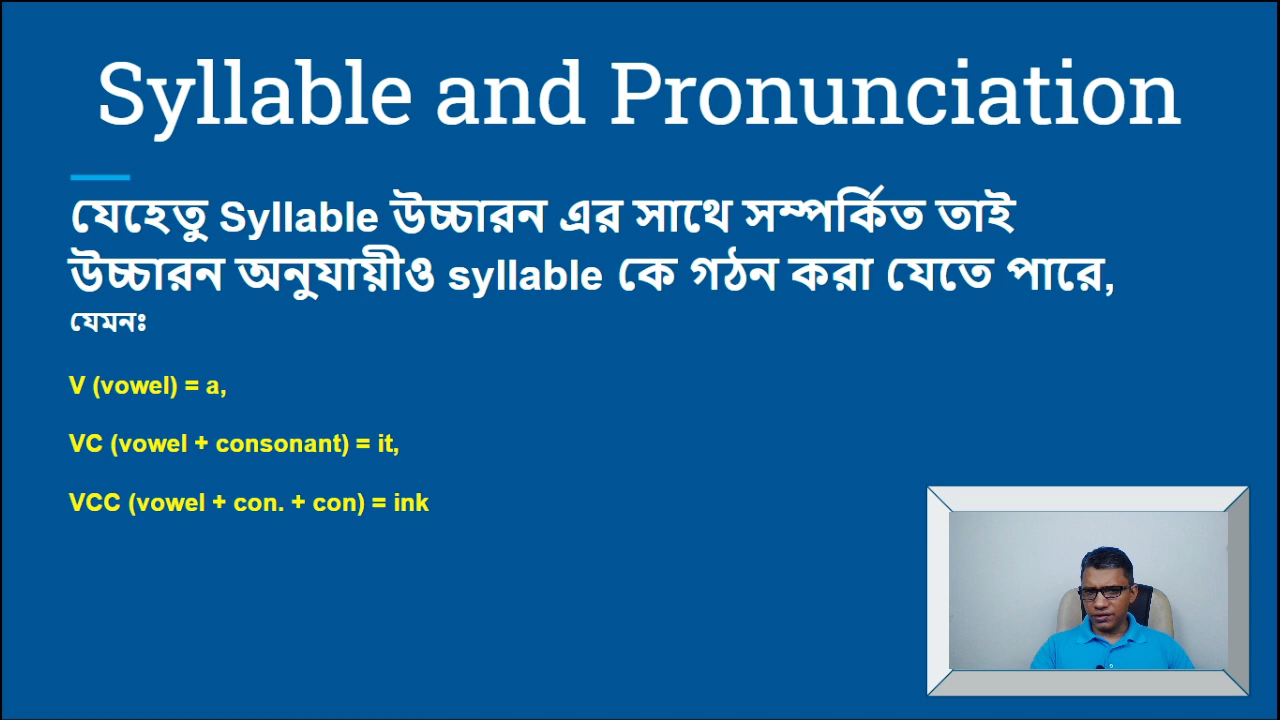 Syllable and Pronunciation
যেহেতু Syllable উচ্চারন এর সাথে সম্পর্কিত তাই
উচ্চারন অনুযায়ীও syllable কে গঠন করা যেতে পারে,
যেমনঃ
V (vowel) = a,
VC (vowel + consonant) = it,
VCC (vowel + con. + con) = ink